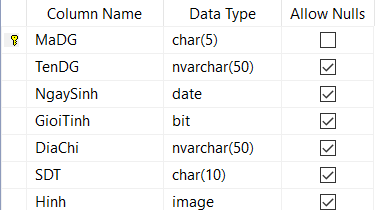 Column Name Data Type Allow Nulls
MaDG char(5)
TenDG nvarchar(50)
NgaySinh date
GioiTinh bit
DiaChi nvarchar(50)
SDT char(10)
Hinh image